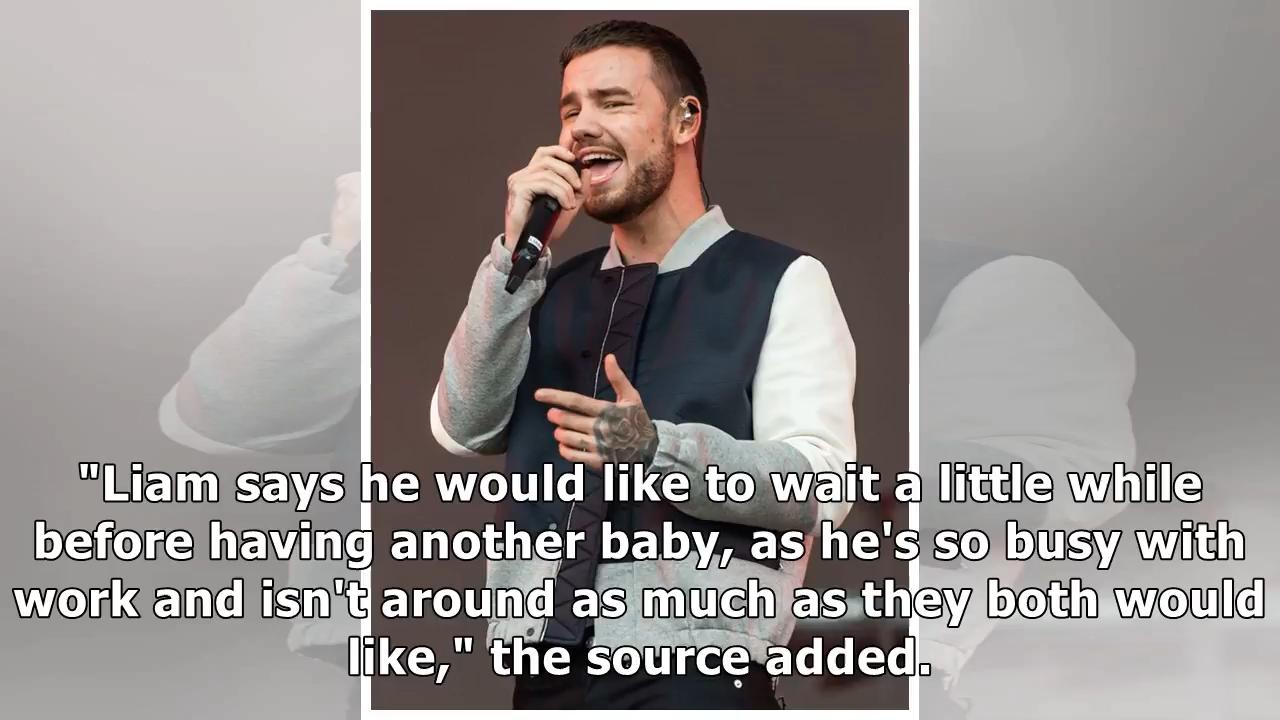 "Liam says he would like to wait a little while
before having another baby, as he's so busy with
work and isn't around as much as they both would
like," the source added.